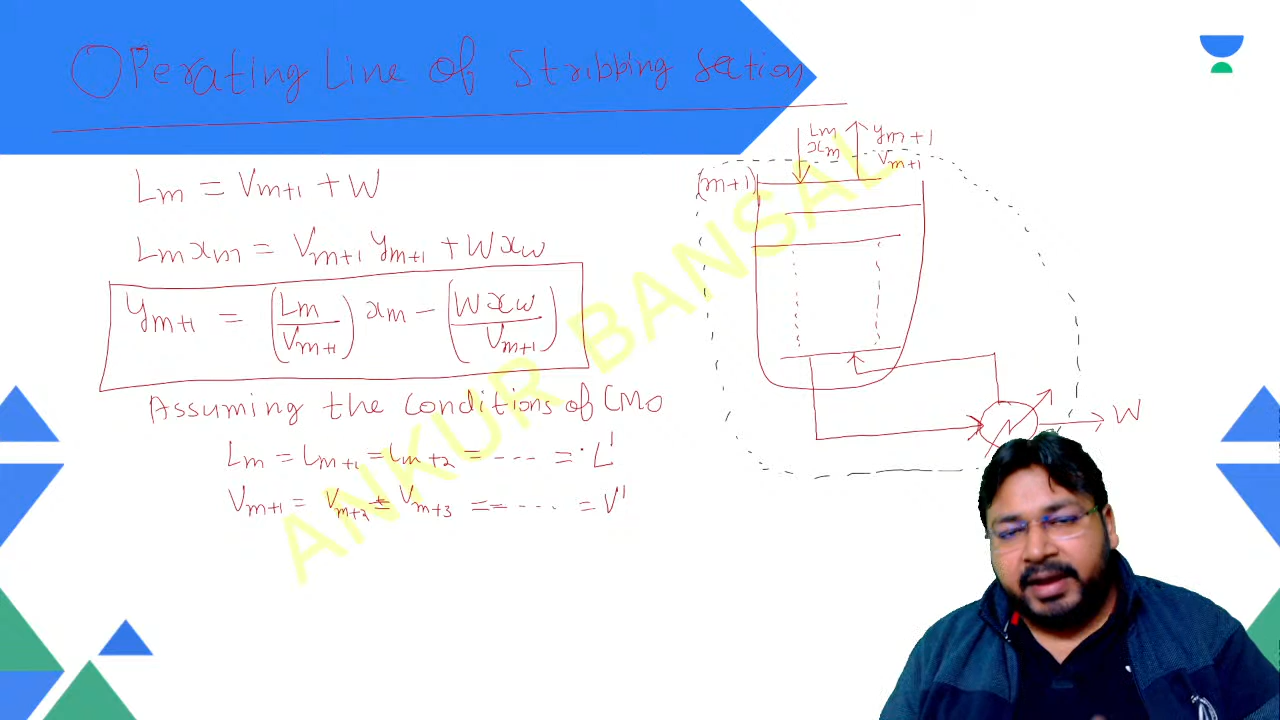 Operating Line of Stribbing section
Lm = Vm+1 + W
Lm xm = Vm+1 ym+1 + W xw
ym+1 = (Lm/Vm+1) xm − (W xw/Vm+1)
Assuming the conditions of CMO
Lm = Lm+1 = Lm+2 = ---- = L'
Vm+1 = Vm+2 = Vm+3 = = ---- = V'
Lm
xm
ym+1
Vm+1
(m+1)
W
ANKUR BANSAL